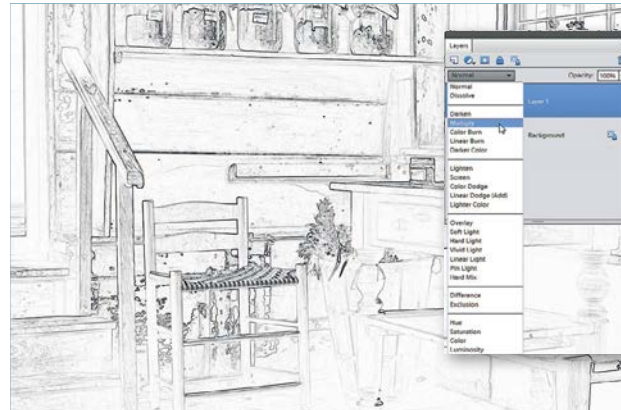 Layers
Normal
Opacity: 100%
Normal
Dissolve
Layer 1
Darken
Multiply
Color Burn
Linear Burn
Darker Color
Background
Lighten
Screen
Color Dodge
Linear Dodge (Add)
Lighter Color
Overlay
Soft Light
Hard Light
Vivid Light
Linear Light
Pin Light
Hard Mix
Difference
Exclusion
Hue
Saturation
Color
Luminosity